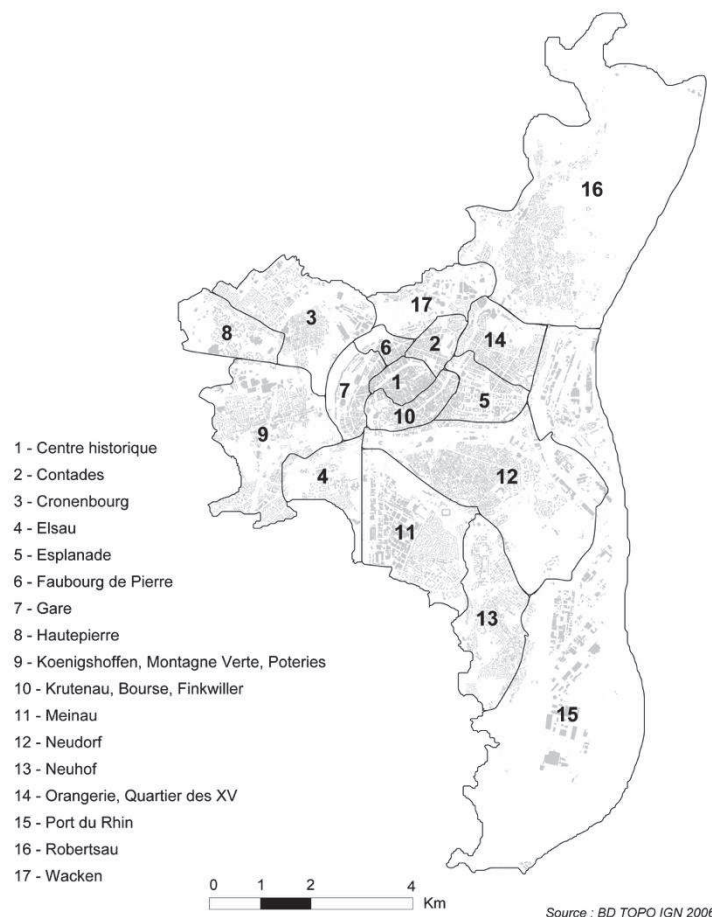 16
17
3
8
14
2
6
1
7
5
10
9
12
4
11
13
15
1 - Centre historique
2 - Contades
3 - Cronenbourg
4 - Elsau
5 - Esplanade
6 - Faubourg de Pierre
7 - Gare
8 - Hautepierre
9 - Koenigshoffen, Montagne Verte, Poteries
10 - Krutenau, Bourse, Finkwiller
11 - Meinau
12 - Neudorf
13 - Neuhof
14 - Orangerie, Quartier des XV
15 - Port du Rhin
16 - Robertsau
17 - Wacken
0 1 2 4
Km
Source : BD TOPO IGN 2006